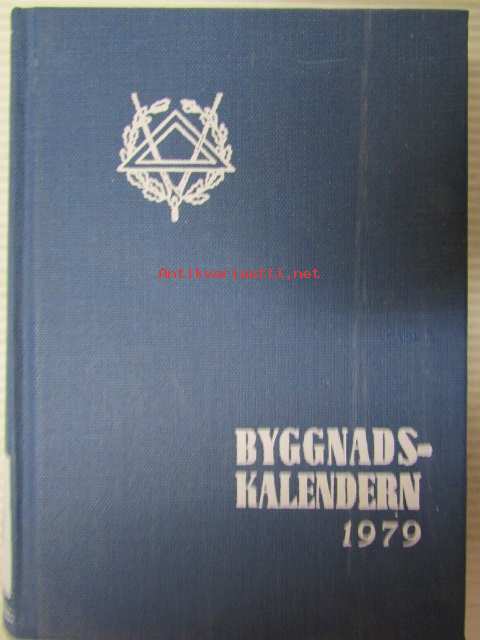 Antikvariaatti.net
BYGGNADS-
KALENDERN
1979